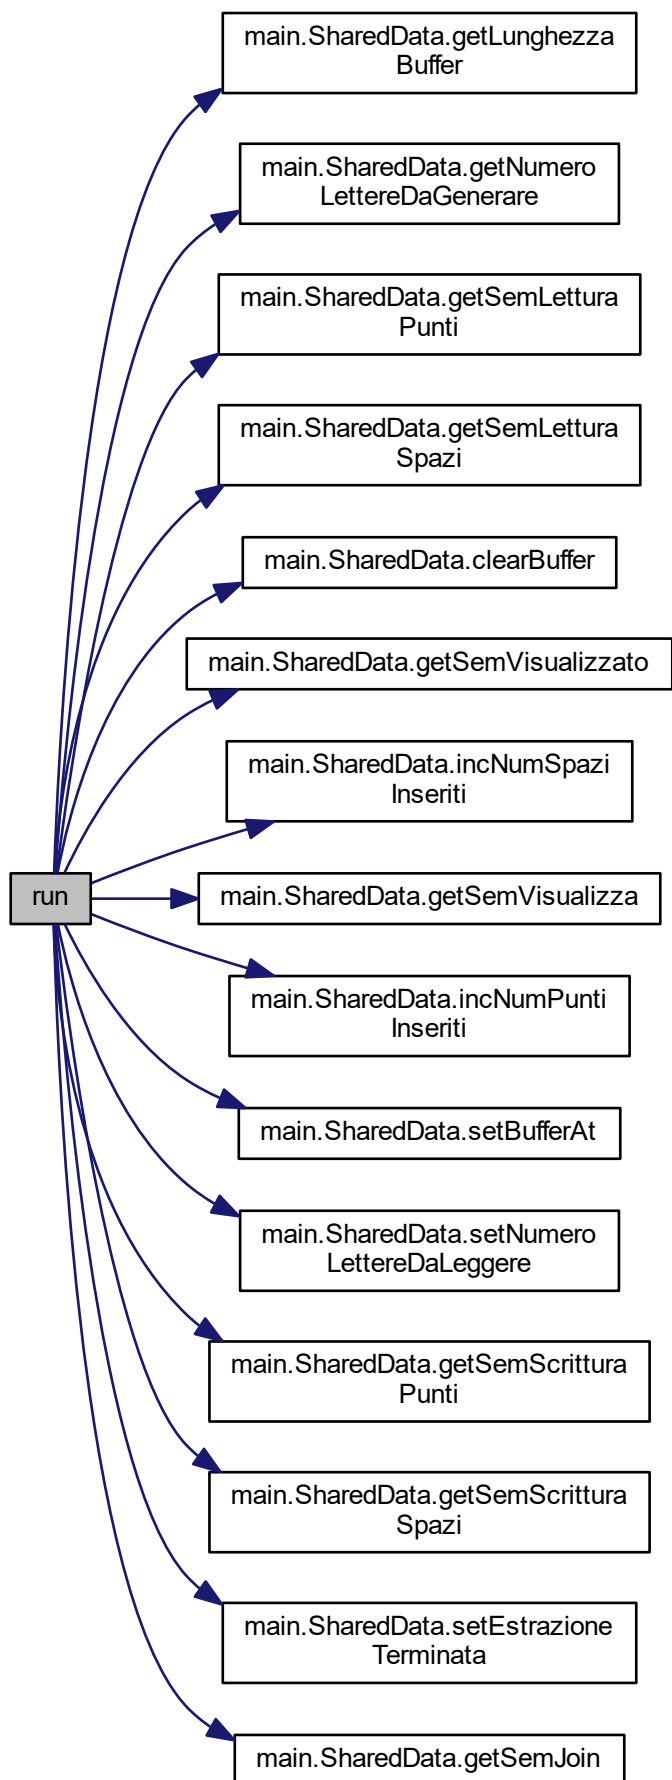 main.SharedData.getLunghezza
Buffer
main.SharedData.getNumero
LettereDaGenerare
main.SharedData.getSemLettura
Punti
main.SharedData.getSemLettura
Spazi
main.SharedData.clearBuffer
main.SharedData.getSemVisualizzato
main.SharedData.incNumSpazi
Inseriti
run
main.SharedData.getSemVisualizza
main.SharedData.incNumPunti
Inseriti
main.SharedData.setBufferAt
main.SharedData.setNumero
LettereDaLeggere
main.SharedData.getSemScrittura
Punti
main.SharedData.getSemScrittura
Spazi
main.SharedData.setEstrazione
Terminata
main.SharedData.getSemJoin